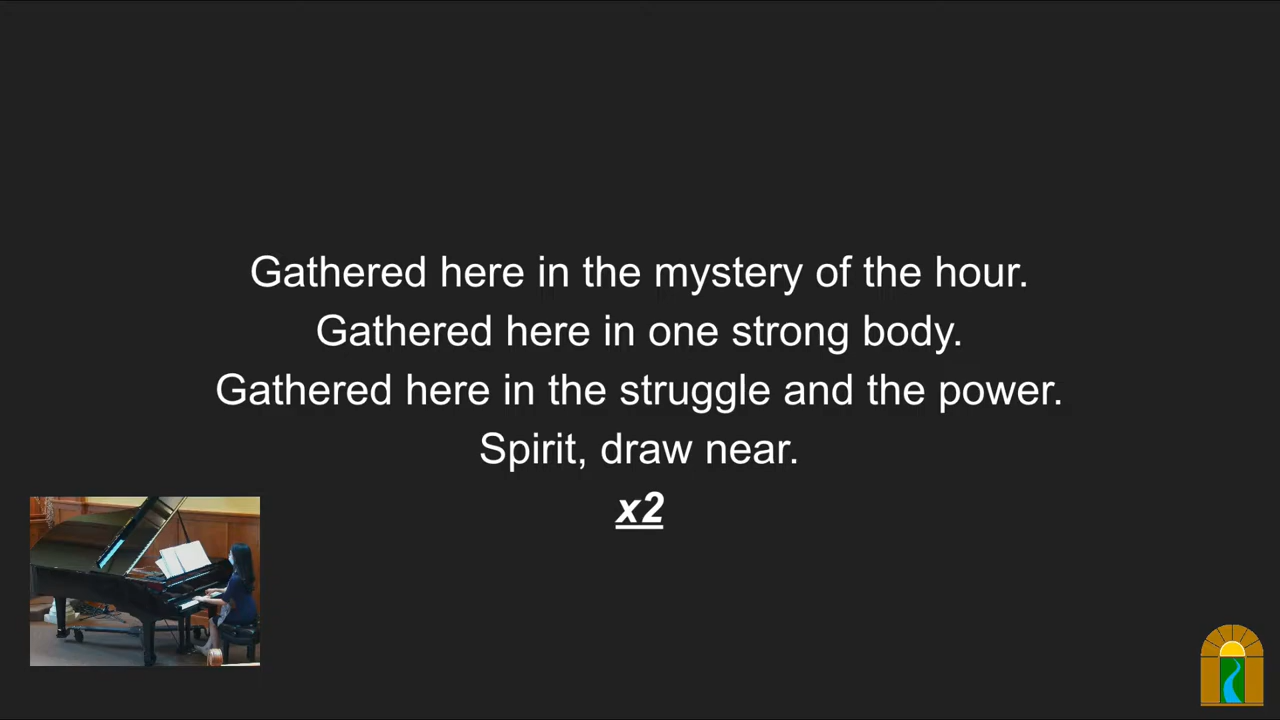 Gathered here in the mystery of the hour.
Gathered here in one strong body.
Gathered here in the struggle and the power.
Spirit, draw near.
x2